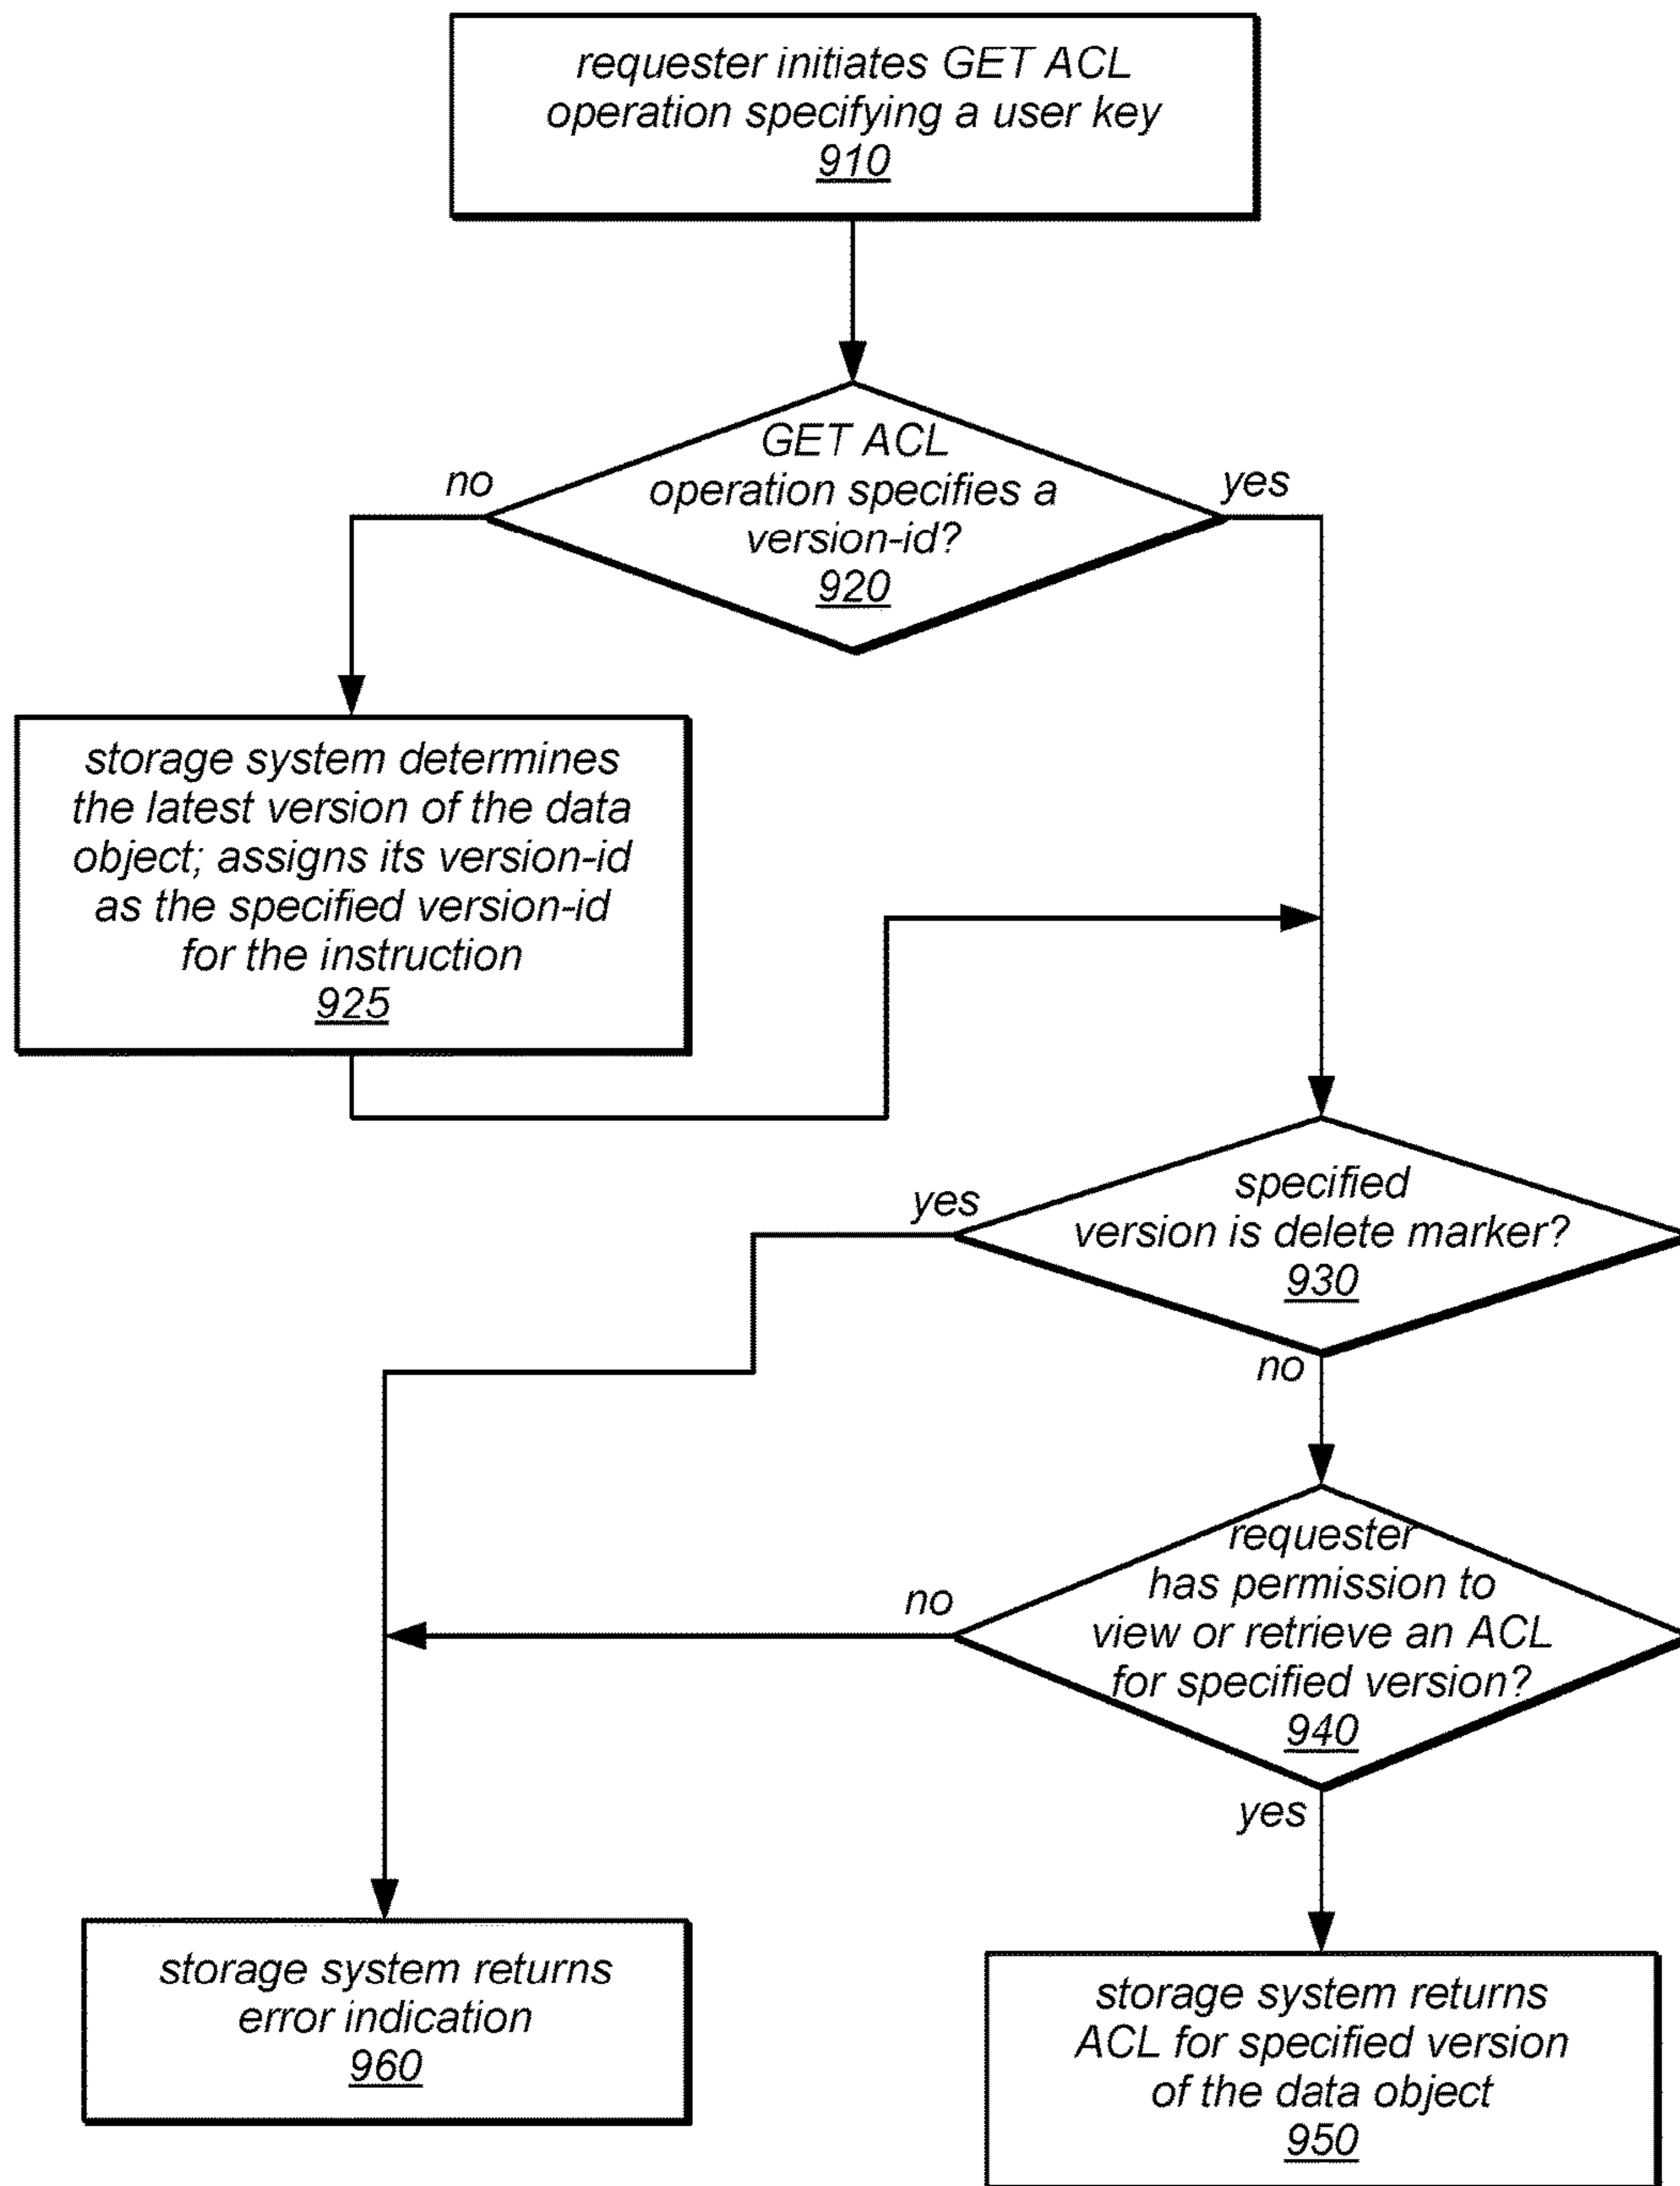 requester initiates GET ACL
operation specifying a user key
910
GET ACL
operation specifies a
version-id?
920
no
yes
storage system determines
the latest version of the data
object; assigns its version-id
as the specified version-id
for the instruction
925
specified
version is delete marker?
930
yes
no
requester
has permission to
view or retrieve an ACL
for specified version?
940
no
yes
storage system returns
error indication
960
storage system returns
ACL for specified version
of the data object
950